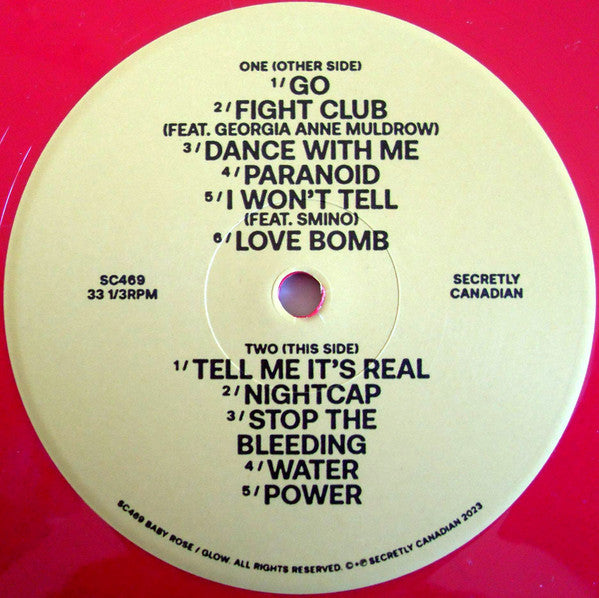 ONE (OTHER SIDE)
1/GO
2/FIGHT CLUB
(FEAT. GEORGIA ANNE MULDROW)
3/DANCE WITH ME
4/PARANOID
5/I WON'T TELL
(FEAT. SMINO)
6/LOVE BOMB
SC469
33 1/3RPM
SECRETLY
CANADIAN
TWO (THIS SIDE)
1/TELL ME IT'S REAL
2/NIGHTCAP
3/STOP THE
BLEEDING
4/WATER
5/POWER
SC469 BABY ROSE / GLOW. ALL RIGHTS RESERVED. ©+℗ SECRETLY CANADIAN 2023